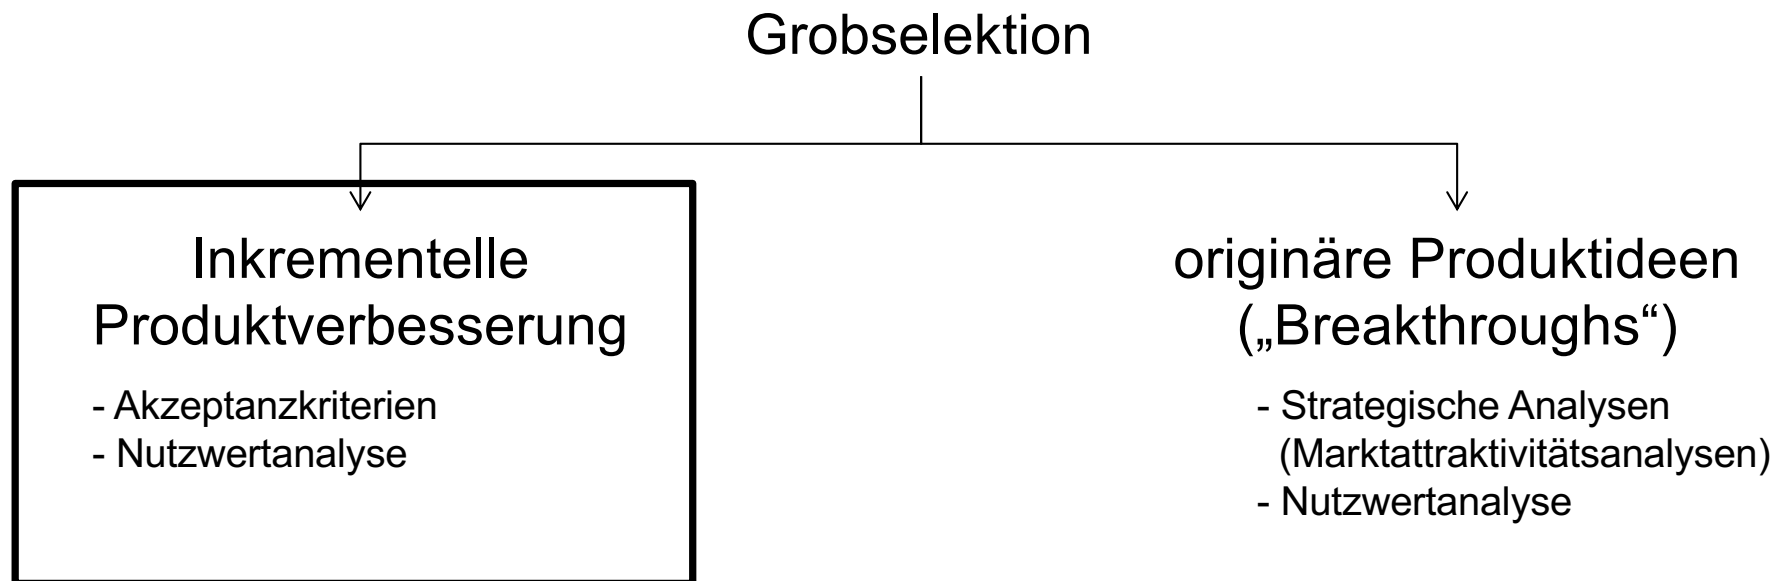 Grobselektion
Inkrementelle
Produktverbesserung
- Akzeptanzkriterien
- Nutzwertanalyse
originäre Produktideen
(„Breakthroughs“)
- Strategische Analysen
(Marktattraktivitätsanalysen)
- Nutzwertanalyse